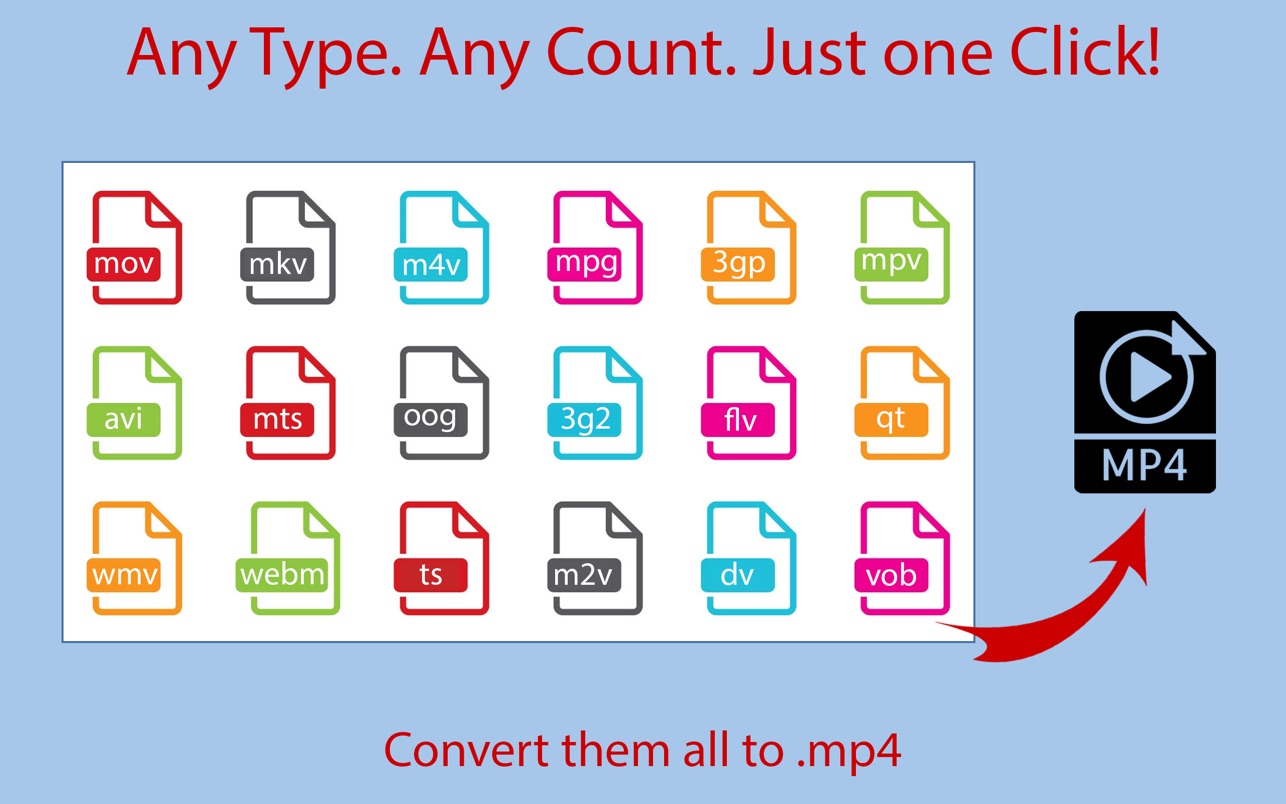 Any Type. Any Count. Just one Click!
mov mkv m4v mpg 3gp mpv
avi mts oog 3g2 flv qt
wmv webm ts m2v dv vob
MP4
Convert them all to .mp4